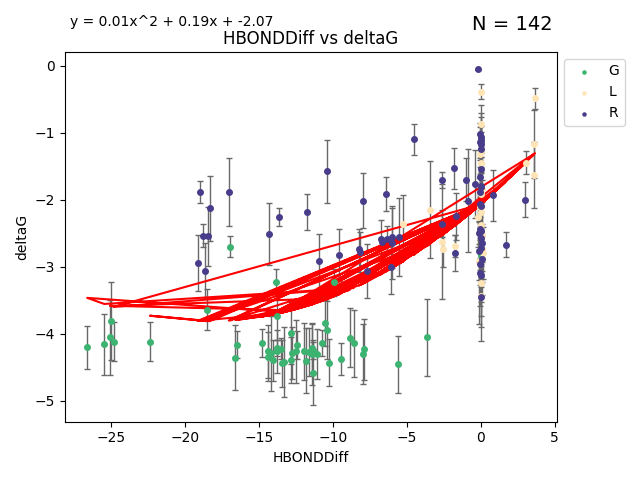 y = 0.01x^2 + 0.19x + -2.07
N = 142
HBONDDiff vs deltaG
G
L
R
0
−1
−2
−3
−4
−5
deltaG
−25
−20
−15
−10
−5
0
5
HBONDDiff